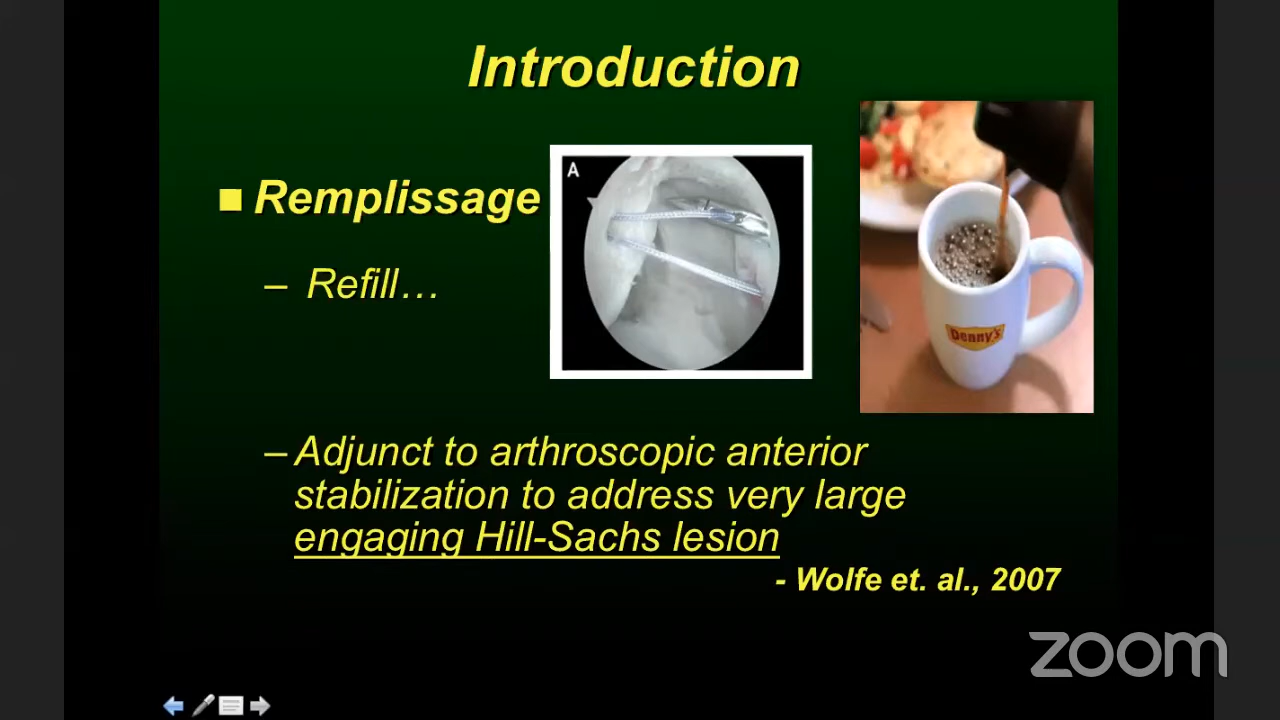 Introduction
■ Remplissage
– Refill…
A
Denny's
– Adjunct to arthroscopic anterior
stabilization to address very large
engaging Hill-Sachs lesion
- Wolfe et. al., 2007
zoom